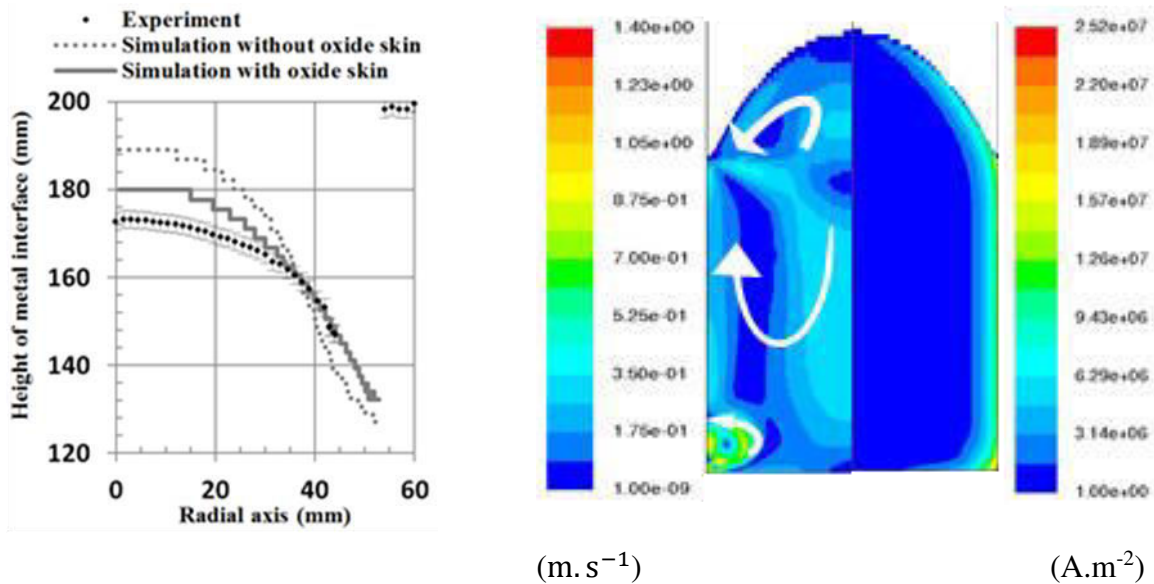 Experiment
Simulation without oxide skin
Simulation with oxide skin
Height of metal interface (mm)
200
180
160
140
120
0 20 40 60
Radial axis (mm)
1.40e+00
1.23e+00
1.05e+00
8.75e-01
7.00e-01
5.25e-01
3.50e-01
1.75e-01
1.00e-09
(m.s⁻¹)
2.52e+07
2.20e+07
1.89e+07
1.57e+07
1.26e+07
9.43e+06
6.29e+06
3.14e+06
1.00e+00
(A.m⁻²)